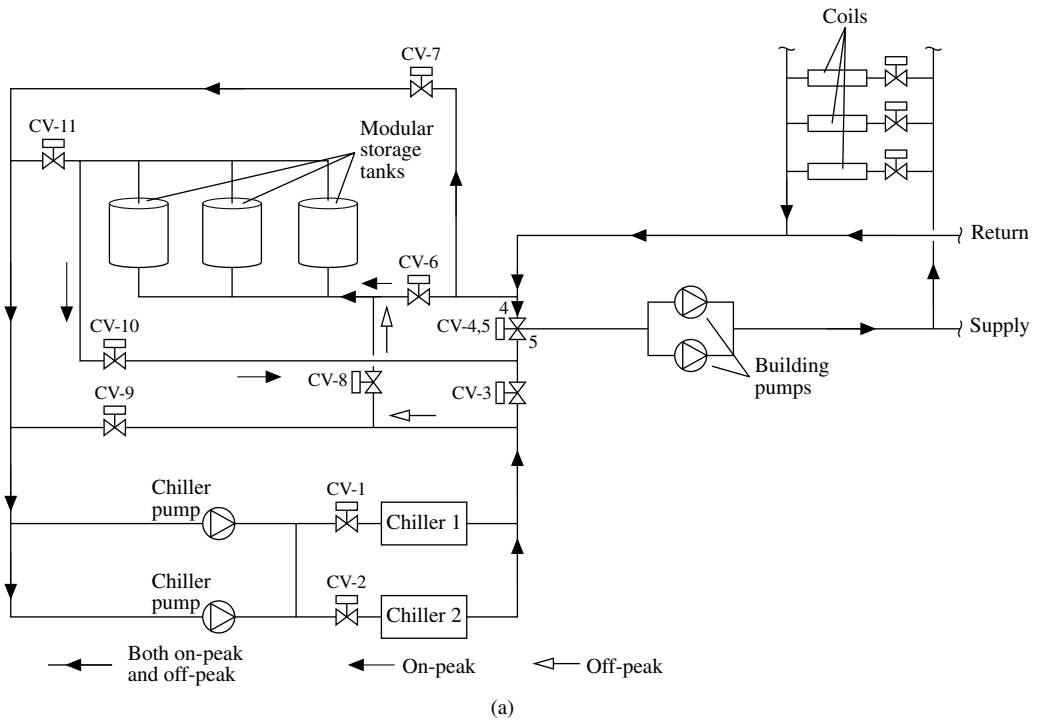 Coils
CV-7
CV-11
Modular
storage
tanks
CV-6
Return
4
CV-4,5
5
Supply
CV-10
Building
pumps
CV-8
CV-3
CV-9
Chiller
pump
CV-1
Chiller 1
Chiller
pump
CV-2
Chiller 2
Both on-peak
and off-peak
On-peak
Off-peak
(a)